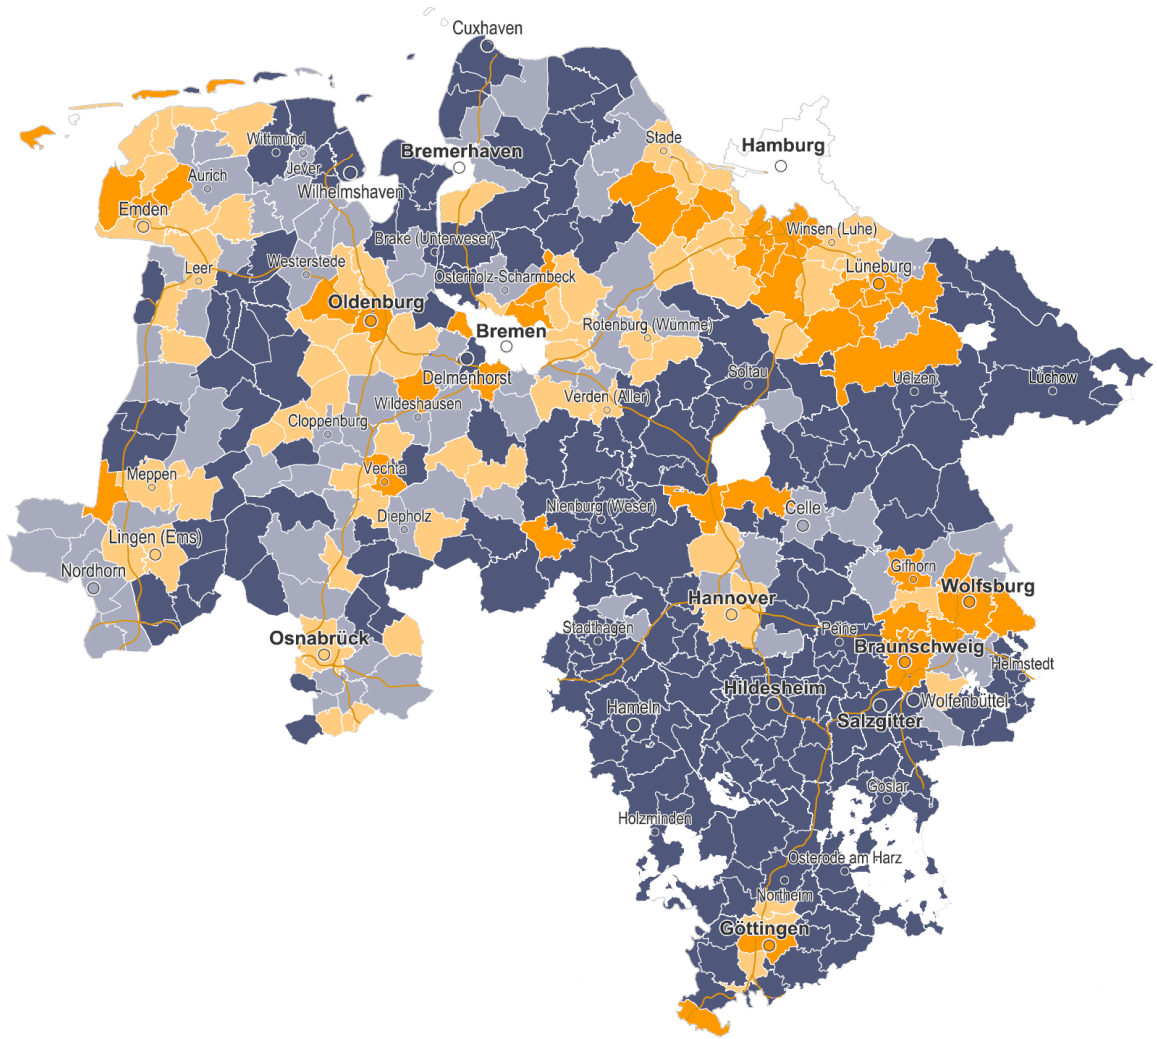 Cuxhaven
Stade
Hamburg
Wittmund
Bremerhaven
Jever
Aurich
Wilhelmshaven
Emden
Winsen (Luhe)
Brake (Unterweser)
Leer
Westerstede
Lüneburg
Osterholz-Scharmbeck
Oldenburg
Rotenburg (Wümme)
Bremen
Soltau
Delmenhorst
Uelzen
Lüchow
Verden (Aller)
Wildeshausen
Cloppenburg
Vechta
Meppen
Nienburg (Weser)
Celle
Diepholz
Lingen (Ems)
Gifhorn
Nordhorn
Wolfsburg
Hannover
Stadthagen
Peine
Osnabrück
Braunschweig
Helmstedt
Hildesheim
Wolfenbüttel
Hameln
Salzgitter
Goslar
Holzminden
Osterode am Harz
Northeim
Göttingen